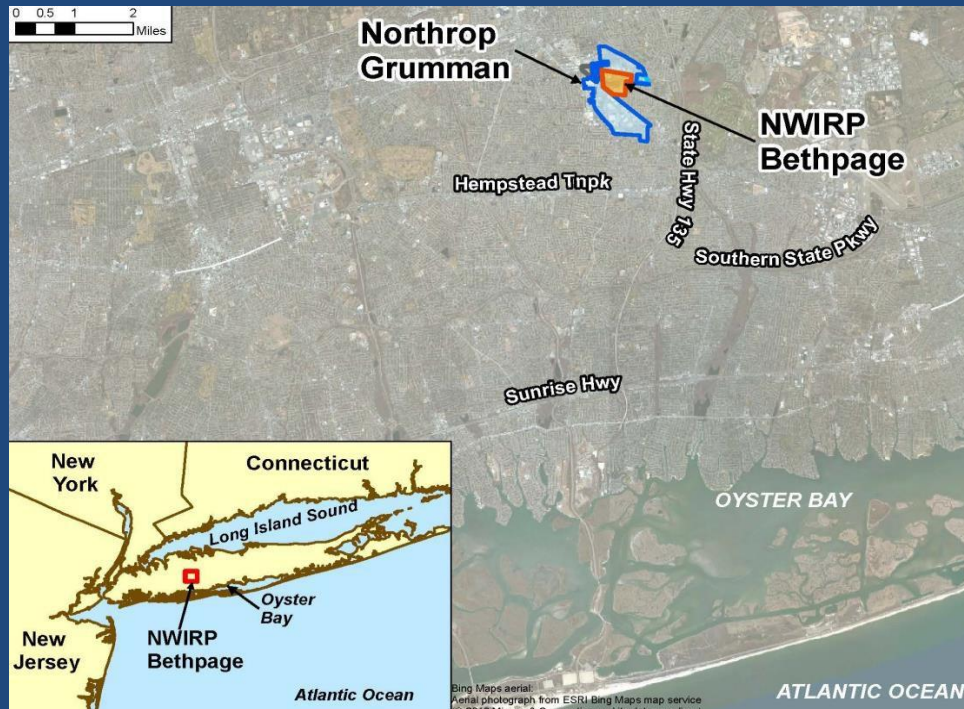 0 0.5 1 2
Miles
Northrop
Grumman
NWIRP
Bethpage
State Hwy 135
Hempstead Tnpk
Southern State Pkwy
Sunrise Hwy
OYSTER BAY
ATLANTIC OCEAN
New
York
Connecticut
Long Island Sound
Oyster
Bay
NWIRP
Bethpage
New
Jersey
Atlantic Ocean
Bing Maps aerial:
Aerial photograph from ESRI Bing Maps map service